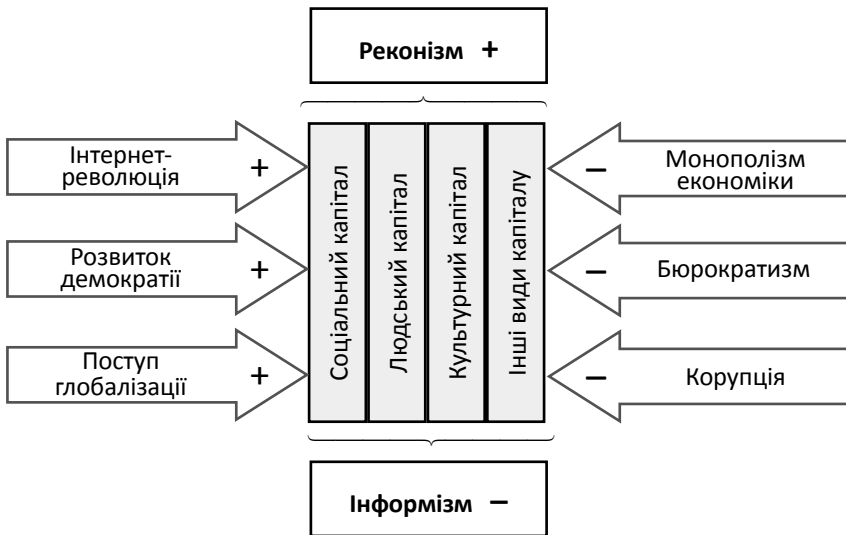 Реконізм +
Інтернет-
революція
+
Розвиток
демократії
+
Поступ
глобалізації
+
Соціальний капітал
Людський капітал
Культурний капітал
Інші види капіталу
–
Монополізм
економіки
–
Бюрократизм
–
Корупція
Інформізм –